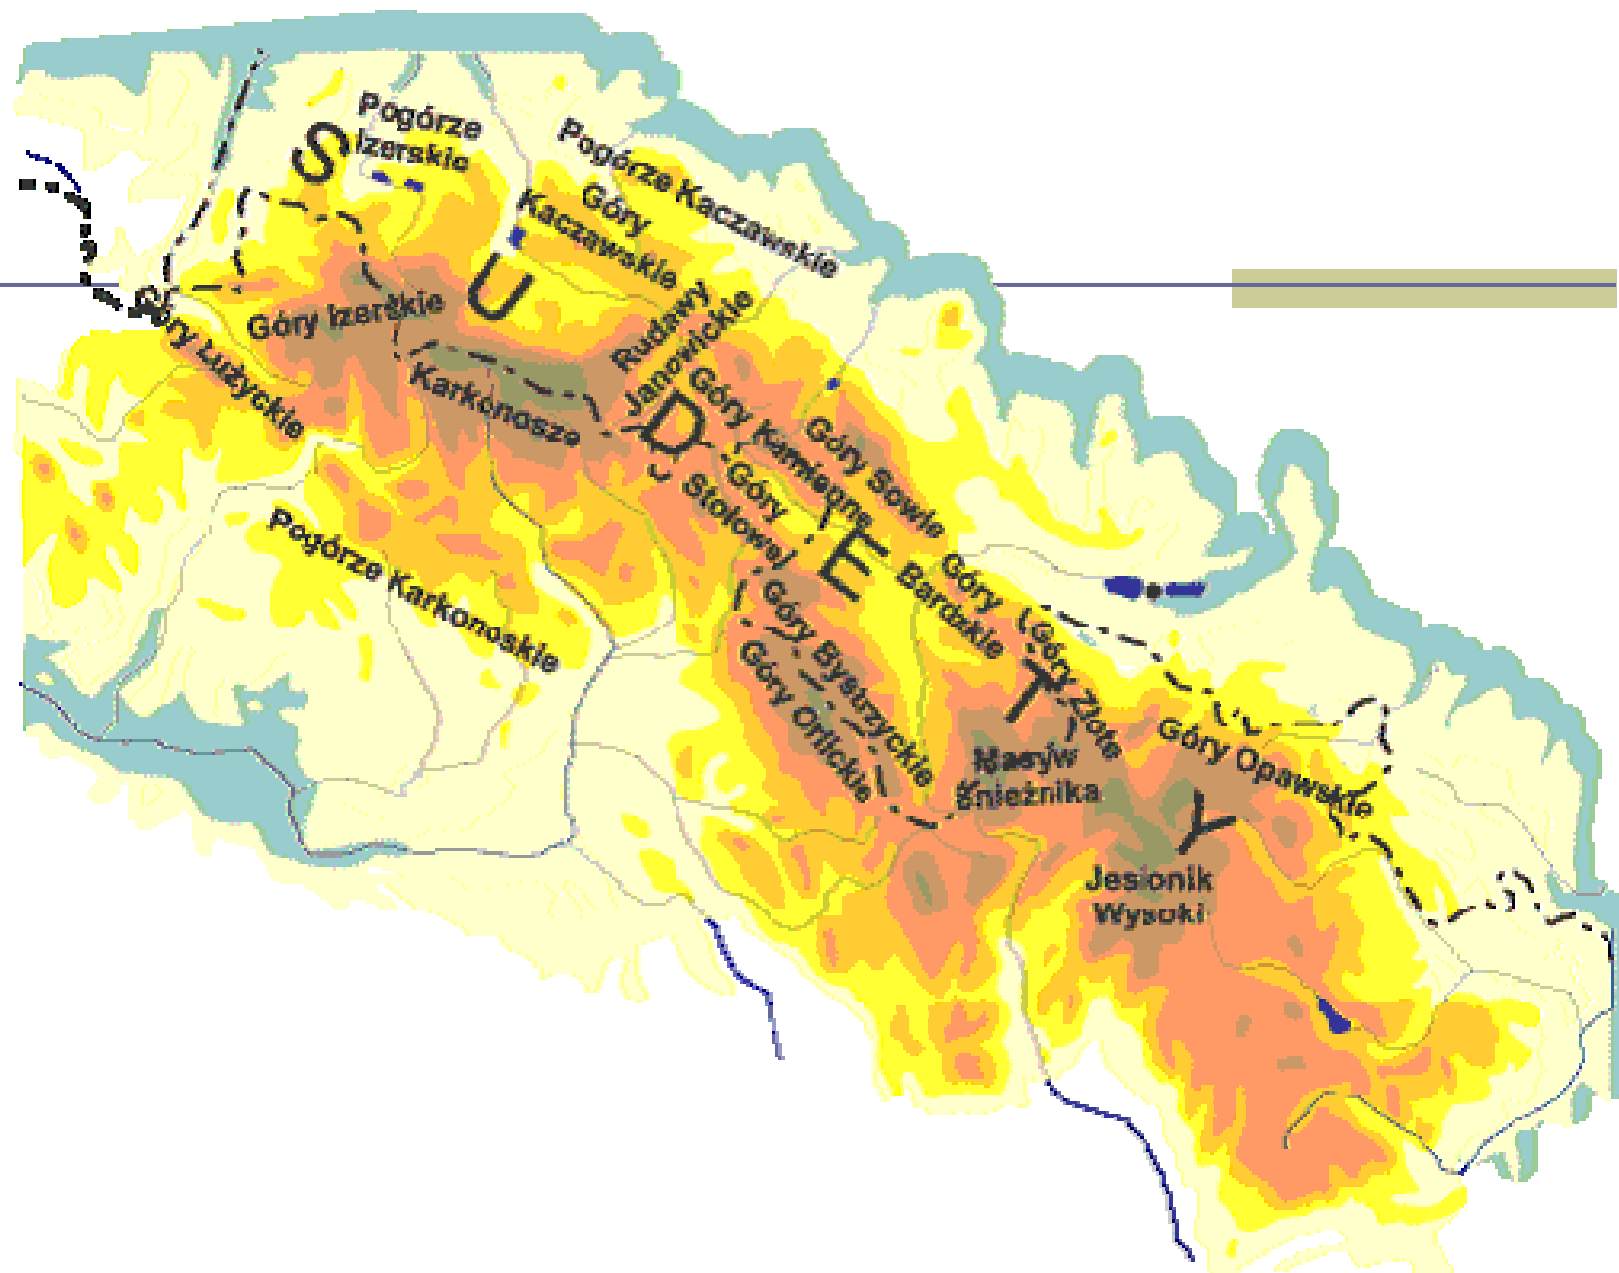 SUDETY
Pogórze
Izerskie
Pogórze Kaczawskie
Góry
Kaczawskie
Rudawy
Janowickie
Góry Izerskie
Góry Łużyckie
Karkonosze
Góry Kamienne
Góry Sowie
Góry
Stołowe
Pogórze Karkonoskie
Góry
Bardzkie
Góry Złote
Góry Bystrzyckie
Góry Orlickie
Masyw
Śnieżnika
Góry Opawskie
Jesionik
Wysoki